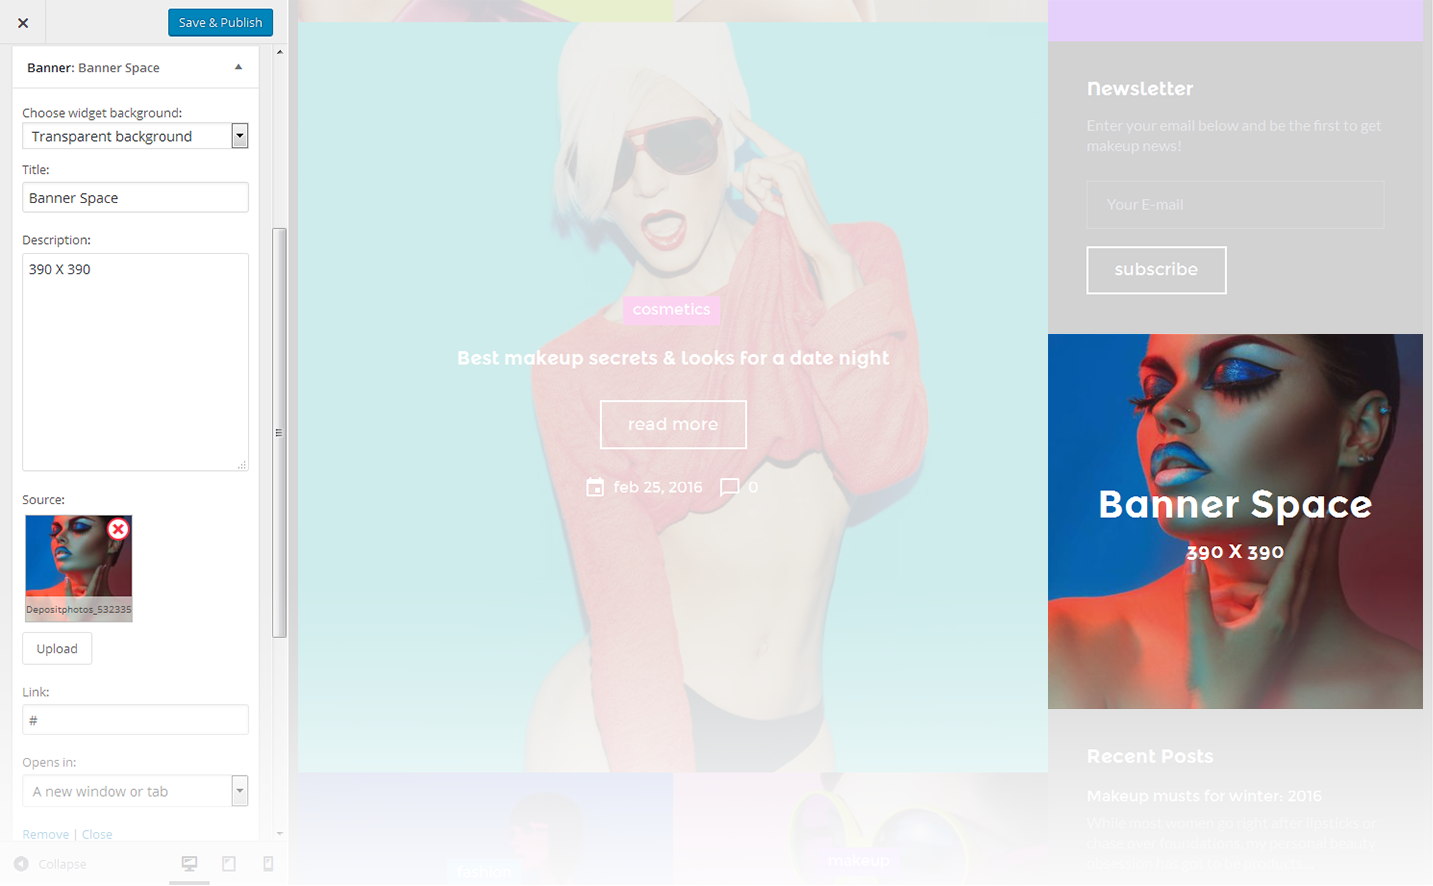 Save & Publish
Banner: Banner Space
Choose widget background:
Transparent background
Title:
Banner Space
Description:
390 X 390
Source:
Depositphotos_532335
Upload
Link:
#
Opens in:
A new window or tab
Remove | Close
Collapse
cosmetics
Best makeup secrets & looks for a date night
read more
feb 25, 2016
0
fashion
makeup
Newsletter
Enter your email below and be the first to get
makeup news!
Your E-mail
subscribe
Banner Space
390 X 390
Recent Posts
Makeup musts for winter: 2016
While most women go right after lipsticks or
chain over foundations, my personal beauty